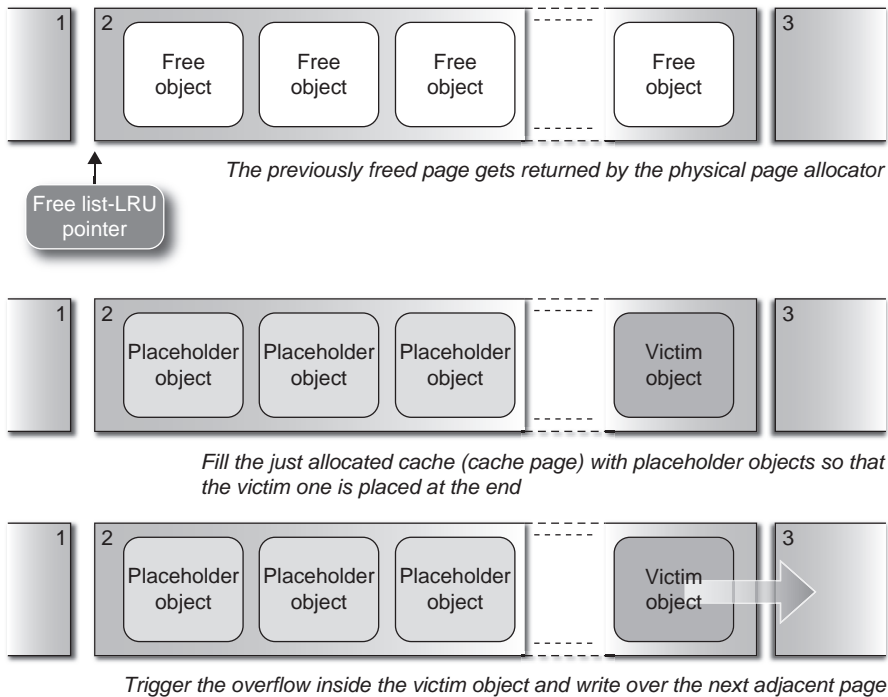 1
2
3
Free
object
Free
object
Free
object
Free
object
The previously freed page gets returned by the physical page allocator
Free list-LRU
pointer
1
2
3
Placeholder
object
Placeholder
object
Placeholder
object
Victim
object
Fill the just allocated cache (cache page) with placeholder objects so that
the victim one is placed at the end
1
2
3
Placeholder
object
Placeholder
object
Placeholder
object
Victim
object
Trigger the overflow inside the victim object and write over the next adjacent page